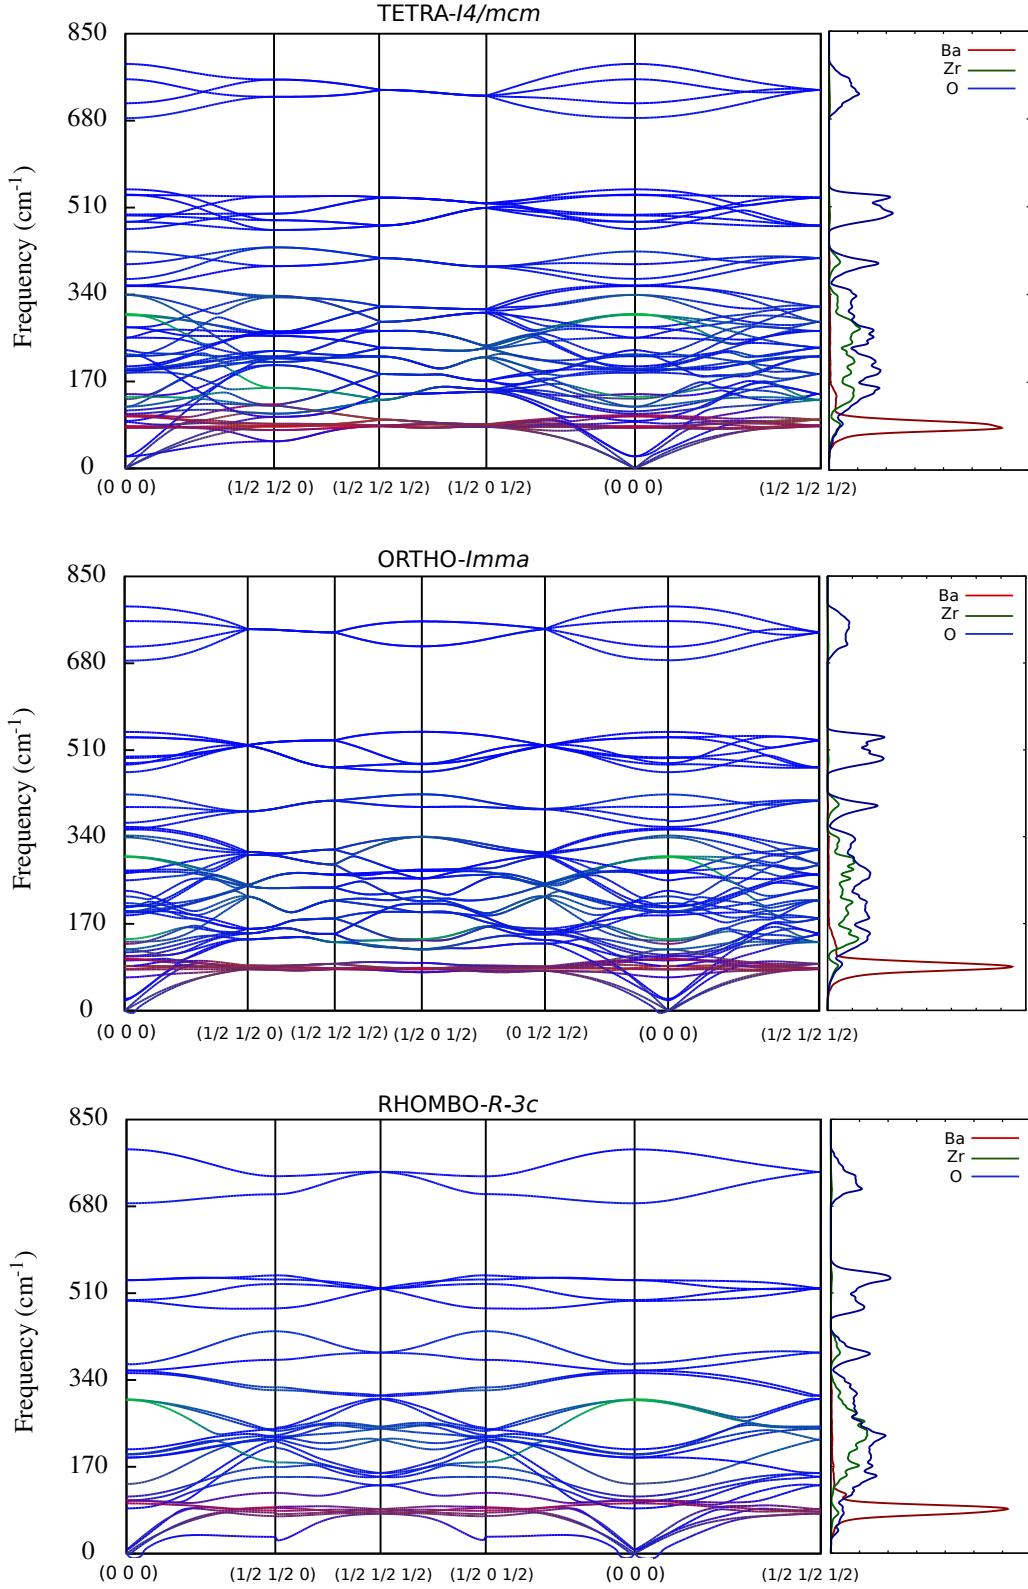 TETRA-I4/mcm
850
680
510
340
170
0
Frequency (cm-1)
Ba
Zr
O
(0 0 0) (1/2 1/2 0) (1/2 1/2 1/2) (1/2 0 1/2) (0 0 0) (1/2 1/2 1/2)
ORTHO-Imma
850
680
510
340
170
0
Frequency (cm-1)
Ba
Zr
O
(0 0 0) (1/2 1/2 0) (1/2 1/2 1/2) (1/2 0 1/2) (0 1/2 1/2) (0 0 0) (1/2 1/2 1/2)
RHOMBO-R-3c
850
680
510
340
170
0
Frequency (cm-1)
Ba
Zr
O
(0 0 0) (1/2 1/2 0) (1/2 1/2 1/2) (1/2 0 1/2) (0 0 0) (1/2 1/2 1/2)